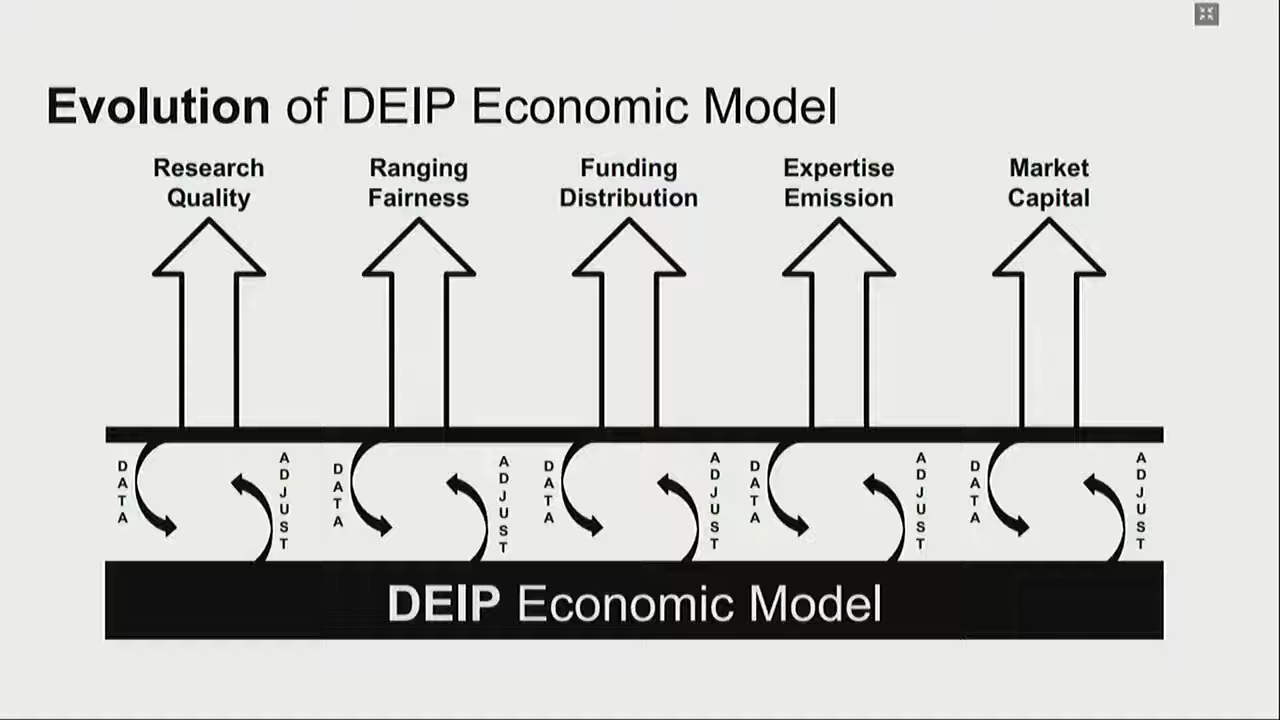 Evolution of DEIP Economic Model
Research
Quality
Ranging
Fairness
Funding
Distribution
Expertise
Emission
Market
Capital
DATA
ADJUST
DATA
ADJUST
DATA
ADJUST
DATA
ADJUST
DATA
ADJUST
DEIP Economic Model